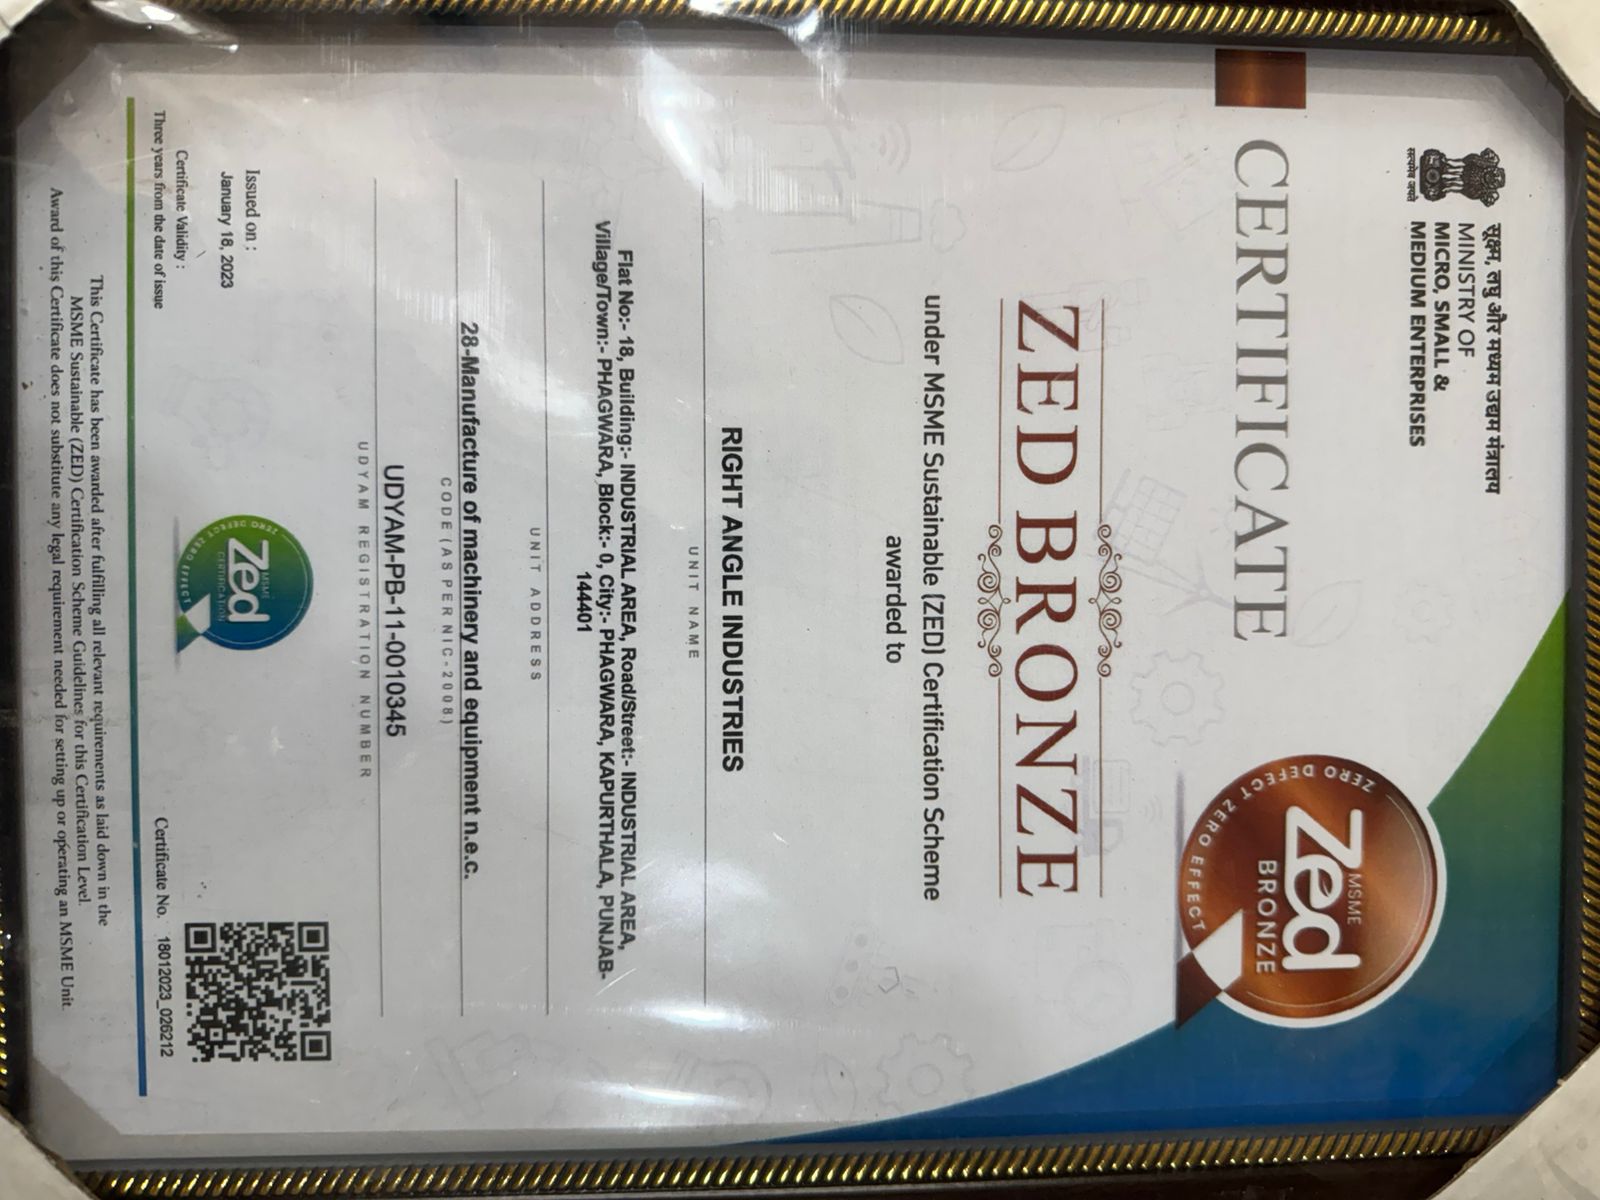 सूक्ष्म, लघु और मध्यम उद्यम मंत्रालय
MINISTRY OF
MICRO, SMALL &
MEDIUM ENTERPRISES
सत्यमेव जयते
MSME
Zed
BRONZE
ZERO DEFECT ZERO EFFECT
CERTIFICATE
ZED BRONZE
under MSME Sustainable (ZED) Certification Scheme
awarded to
RIGHT ANGLE INDUSTRIES
UNIT NAME
Flat No:- 18, Building:- INDUSTRIAL AREA, Road/Street:- INDUSTRIAL AREA,
Village/Town:- PHAGWARA, Block:- 0, City:- PHAGWARA, KAPURTHALA, PUNJAB-
144401
UNIT ADDRESS
28-Manufacture of machinery and equipment n.e.c.
CODE (AS PER NIC-2008)
UDYAM-PB-11-0010345
UDYAM REGISTRATION NUMBER
Issued on :
January 18, 2023
Certificate Validity :
Three years from the date of issue
MSME
Zed
CERTIFICATION
ZERO DEFECT ZERO EFFECT
Certificate No. 18012023_026212
This Certificate has been awarded after fulfilling all relevant requirements as laid down in the
MSME Sustainable (ZED) Certification Scheme Guidelines for this Certification Level.
Award of this Certificate does not substitute any legal requirement needed for setting up or operating an MSME Unit.